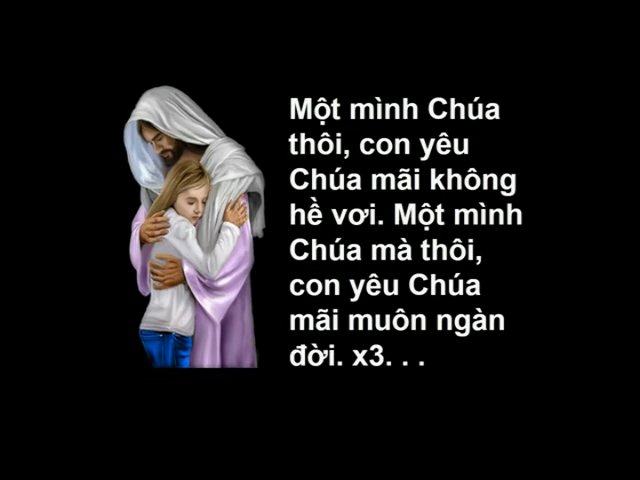 Một mình Chúa
thôi, con yêu
Chúa mãi không
hề vơi. Một mình
Chúa mà thôi,
con yêu Chúa
mãi muôn ngàn
đời. x3. . .